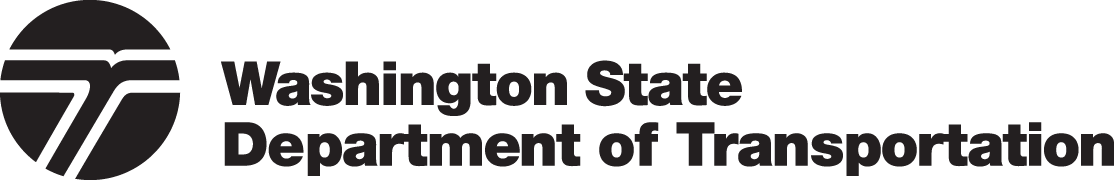 Washington State
Department of Transportation